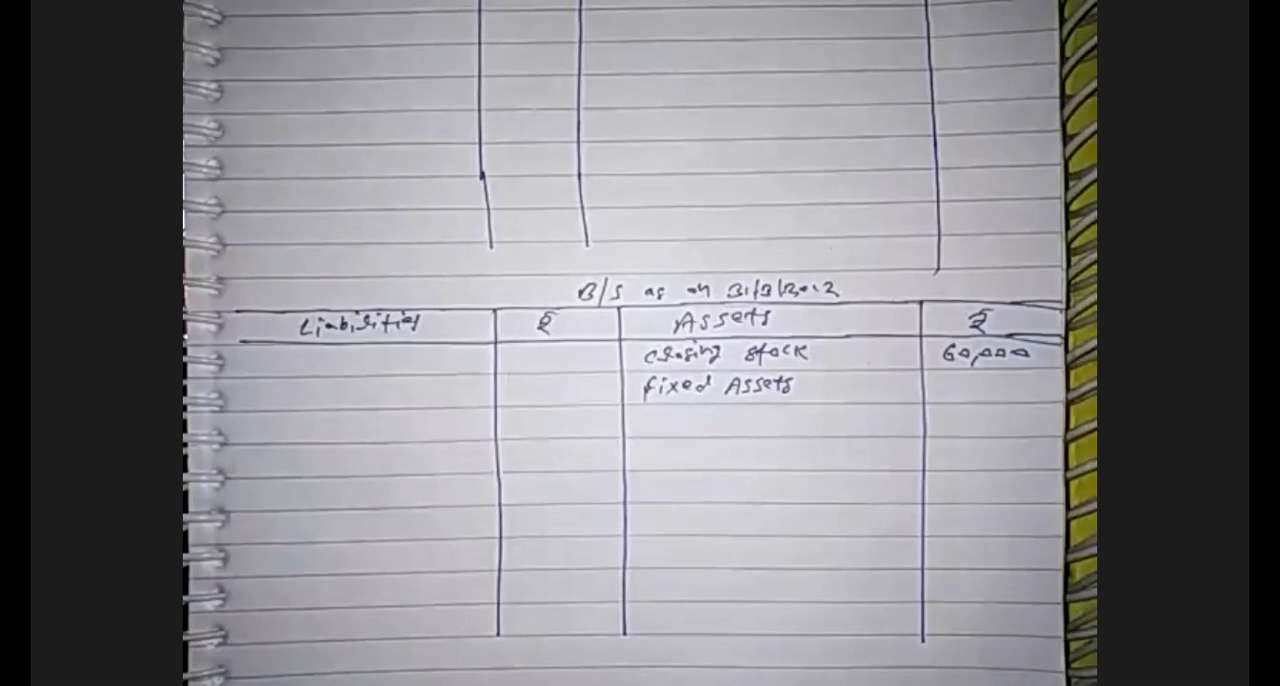 B/S as on 31/3/2012
Liabilities ₹ Assets ₹
closing stock 60,000
fixed Assets